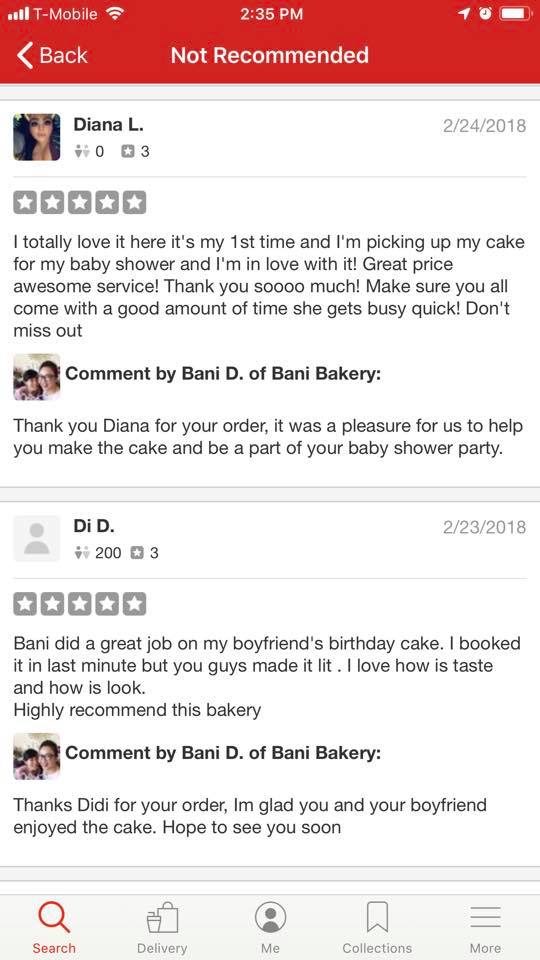 T-Mobile 2:35 PM
Back Not Recommended
Diana L. 2/24/2018
0 3
I totally love it here it's my 1st time and I'm picking up my cake
for my baby shower and I'm in love with it! Great price
awesome service! Thank you soooo much! Make sure you all
come with a good amount of time she gets busy quick! Don't
miss out
Comment by Bani D. of Bani Bakery:
Thank you Diana for your order, it was a pleasure for us to help
you make the cake and be a part of your baby shower party.
Di D. 2/23/2018
200 3
Bani did a great job on my boyfriend's birthday cake. I booked
it in last minute but you guys made it lit . I love how is taste
and how is look.
Highly recommend this bakery
Comment by Bani D. of Bani Bakery:
Thanks Didi for your order, Im glad you and your boyfriend
enjoyed the cake. Hope to see you soon
Search Delivery Me Collections More